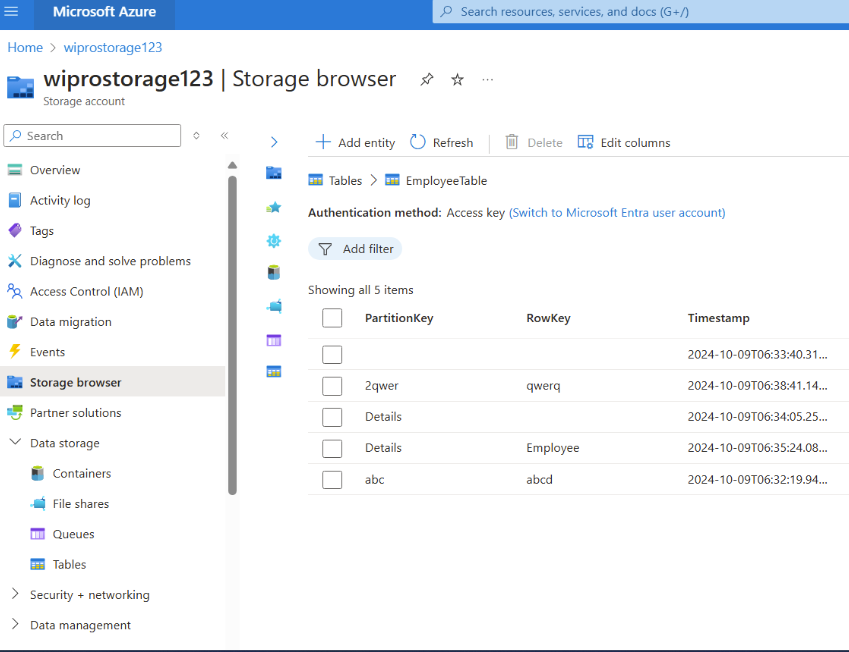 Microsoft Azure
Search resources, services, and docs (G+/)
Home > wiprostorage123
wiprostorage123 | Storage browser ...
Storage account
Search
Overview
Activity log
Tags
Diagnose and solve problems
Access Control (IAM)
Data migration
Events
Storage browser
Partner solutions
Data storage
Containers
File shares
Queues
Tables
Security + networking
Data management
Add entity Refresh Delete Edit columns
Tables > EmployeeTable
Authentication method: Access key (Switch to Microsoft Entra user account)
Add filter
Showing all 5 items
PartitionKey RowKey Timestamp
2024-10-09T06:33:40.31...
2qwer qwerq 2024-10-09T06:38:41.14...
Details 2024-10-09T06:34:05.25...
Details Employee 2024-10-09T06:35:24.08...
abc abcd 2024-10-09T06:32:19.94...